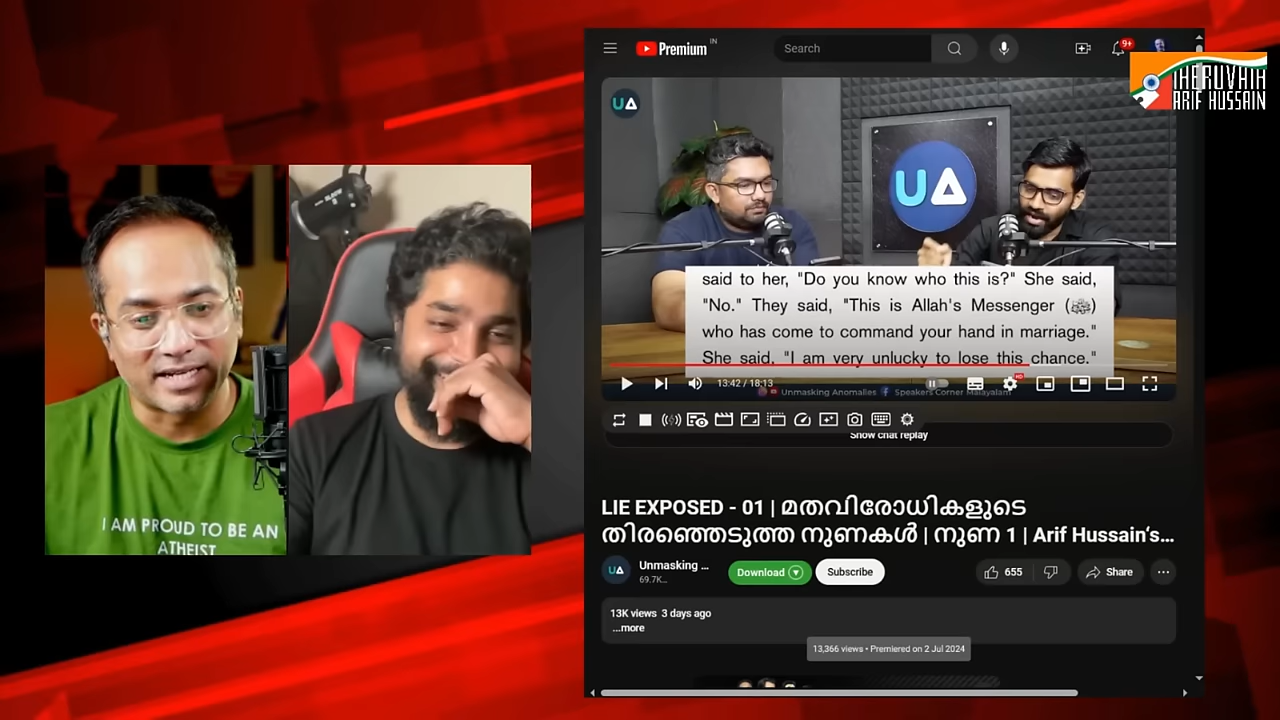 Premium IN
Search
9+
THERUVATH
ARIF HUSSAIN
UA
UA
said to her, "Do you know who this is?" She said,
"No." They said, "This is Allah's Messenger (ﷺ)
who has come to command your hand in marriage."
She said, "I am very unlucky to lose this chance."
13:42 / 18:13
HD
Unmasking Anomalies Speakers Corner Malayalam
Show chat replay
I AM PROUD TO BE AN
ATHEIST
LIE EXPOSED - 01 | മതവിരോധികളുടെ
തിരഞ്ഞെടുത്ത നുണകൾ | നുണ 1 | Arif Hussain's...
UA
Unmasking ...
69.7K...
Download
Subscribe
655
Share
13K views 3 days ago
...more
13,366 views • Premiered on 2 Jul 2024